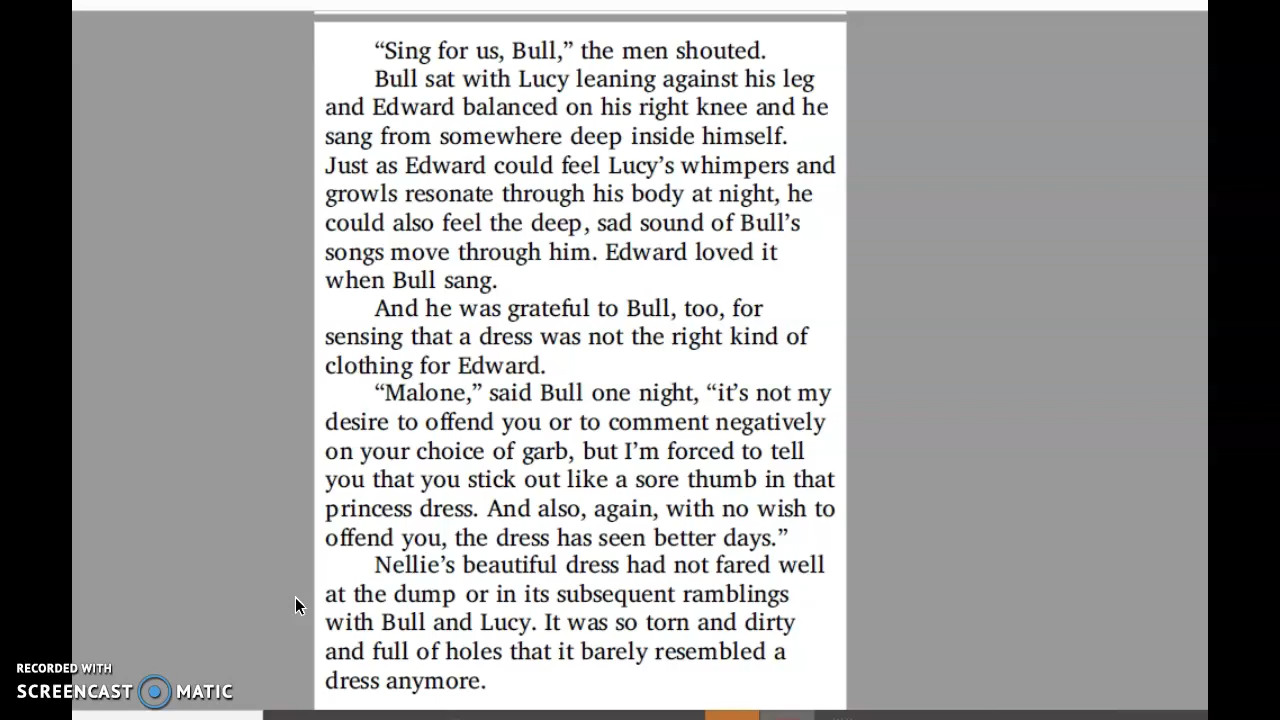 “Sing for us, Bull,” the men shouted.
Bull sat with Lucy leaning against his leg
and Edward balanced on his right knee and he
sang from somewhere deep inside himself.
Just as Edward could feel Lucy’s whimpers and
growls resonate through his body at night, he
could also feel the deep, sad sound of Bull’s
songs move through him. Edward loved it
when Bull sang.
And he was grateful to Bull, too, for
sensing that a dress was not the right kind of
clothing for Edward.
“Malone,” said Bull one night, “it’s not my
desire to offend you or to comment negatively
on your choice of garb, but I’m forced to tell
you that you stick out like a sore thumb in that
princess dress. And also, again, with no wish to
offend you, the dress has seen better days.”
Nellie’s beautiful dress had not fared well
at the dump or in its subsequent ramblings
with Bull and Lucy. It was so torn and dirty
and full of holes that it barely resembled a
dress anymore.
RECORDED WITH
SCREENCAST MATIC